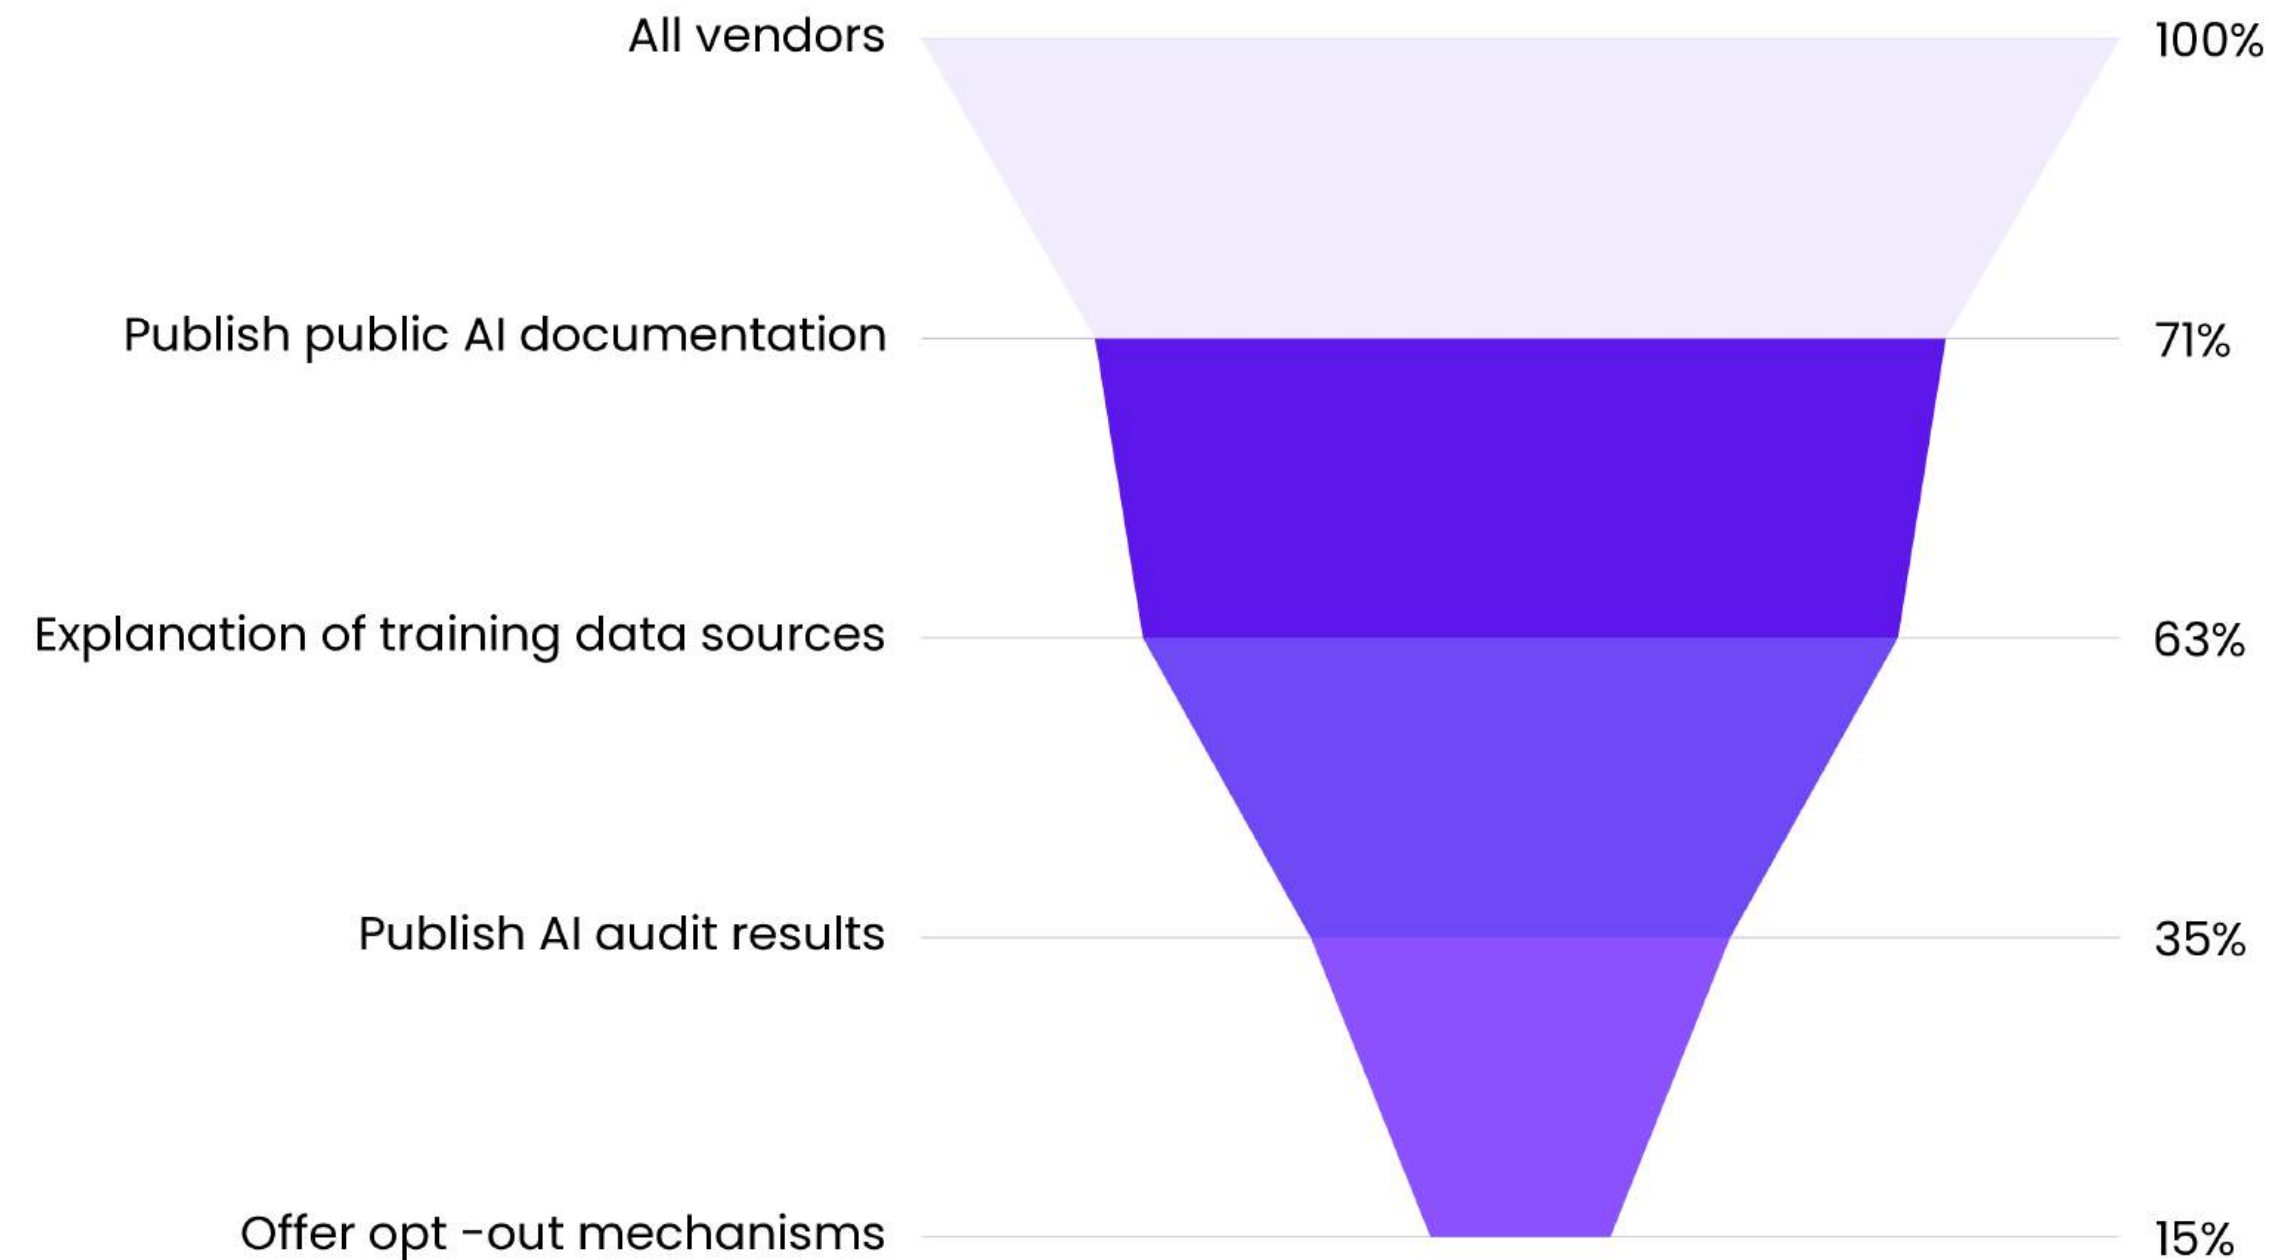 All vendors 100%
Publish public AI documentation 71%
Explanation of training data sources 63%
Publish AI audit results 35%
Offer opt -out mechanisms 15%